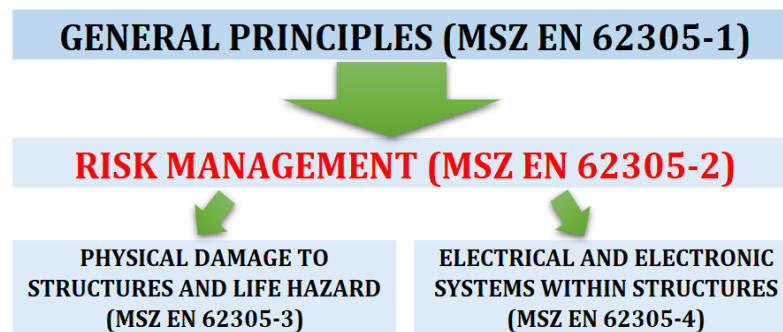 GENERAL PRINCIPLES (MSZ EN 62305-1)
RISK MANAGEMENT (MSZ EN 62305-2)
PHYSICAL DAMAGE TO
STRUCTURES AND LIFE HAZARD
(MSZ EN 62305-3)
ELECTRICAL AND ELECTRONIC
SYSTEMS WITHIN STRUCTURES
(MSZ EN 62305-4)